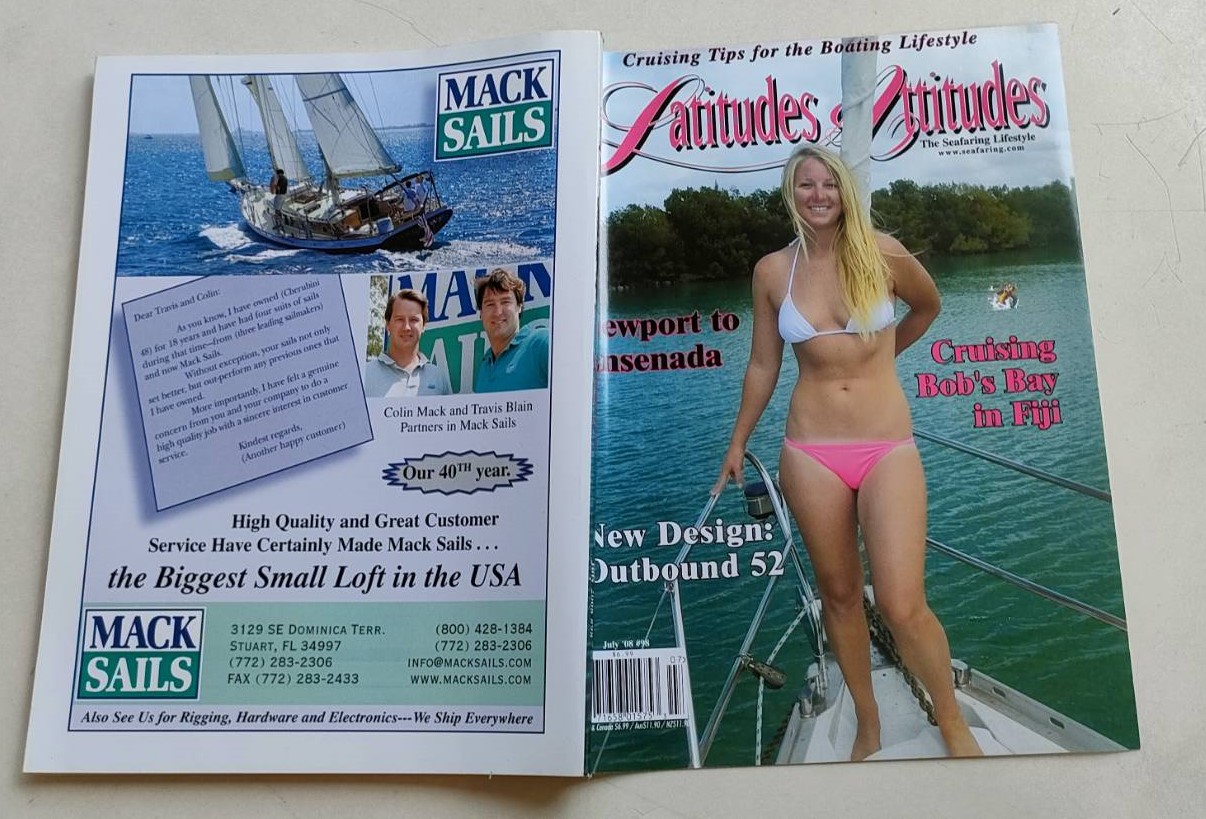 MACK
SAILS
Dear Travis and Colin:
As you know, I have owned (Cherubini
48) for 18 years and have had four suits of sails
during that time—from (three leading sailmakers)
and now Mack Sails.
Without exception, your sails not only
set better, but out-perform any previous ones that
I have owned.
More importantly, I have felt a genuine
concern from you and your company to do a
high quality job with a sincere interest in customer
service.
Kindest regards,
(Another happy customer)
Colin Mack and Travis Blain
Partners in Mack Sails
Our 40TH year.
High Quality and Great Customer
Service Have Certainly Made Mack Sails . . .
the Biggest Small Loft in the USA
MACK
SAILS
3129 SE Dominica Terr.
Stuart, FL 34997
(772) 283-2306
FAX (772) 283-2433
(800) 428-1384
(772) 283-2306
INFO@MACKSAILS.COM
WWW.MACKSAILS.COM
Also See Us for Rigging, Hardware and Electronics---We Ship Everywhere
Cruising Tips for the Boating Lifestyle
Latitudes & Attitudes
The Seafaring Lifestyle
www.seafaring.com
ewport to
nsenada
Cruising
Bob's Bay
in Fiji
New Design:
Outbound 52
July '08 #98
$6.99
07>